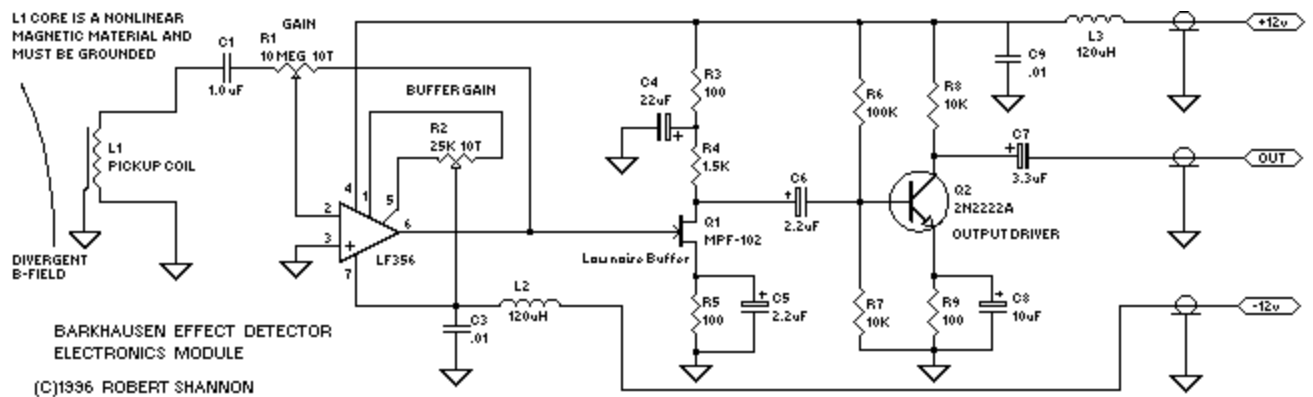 L1 CORE IS A NONLINEAR
MAGNETIC MATERIAL AND
MUST BE GROUNDED
C1
1.0uF
GAIN
R1
10 MEG 10T
BUFFER GAIN
R2
25K 10T
L1
PICKUP COIL
4
1
5
2
3
+
6
7
LF356
DIVERGENT
B-FIELD
L2
120uH
C3
.01
C4
22uF
+
R3
100
R4
1.5K
Q1
MPF-102
Low noire Buffer
R5
100
+
C5
2.2uF
+
C6
2.2uF
R6
100K
R7
10K
R8
10K
Q2
2N2222A
OUTPUT DRIVER
R9
100
+
C8
10uF
C9
.01
L3
120uH
+
C7
3.3uF
+12v
OUT
-12v
BARKHAUSEN EFFECT DETECTOR
ELECTRONICS MODULE
(C)1996 ROBERT SHANNON